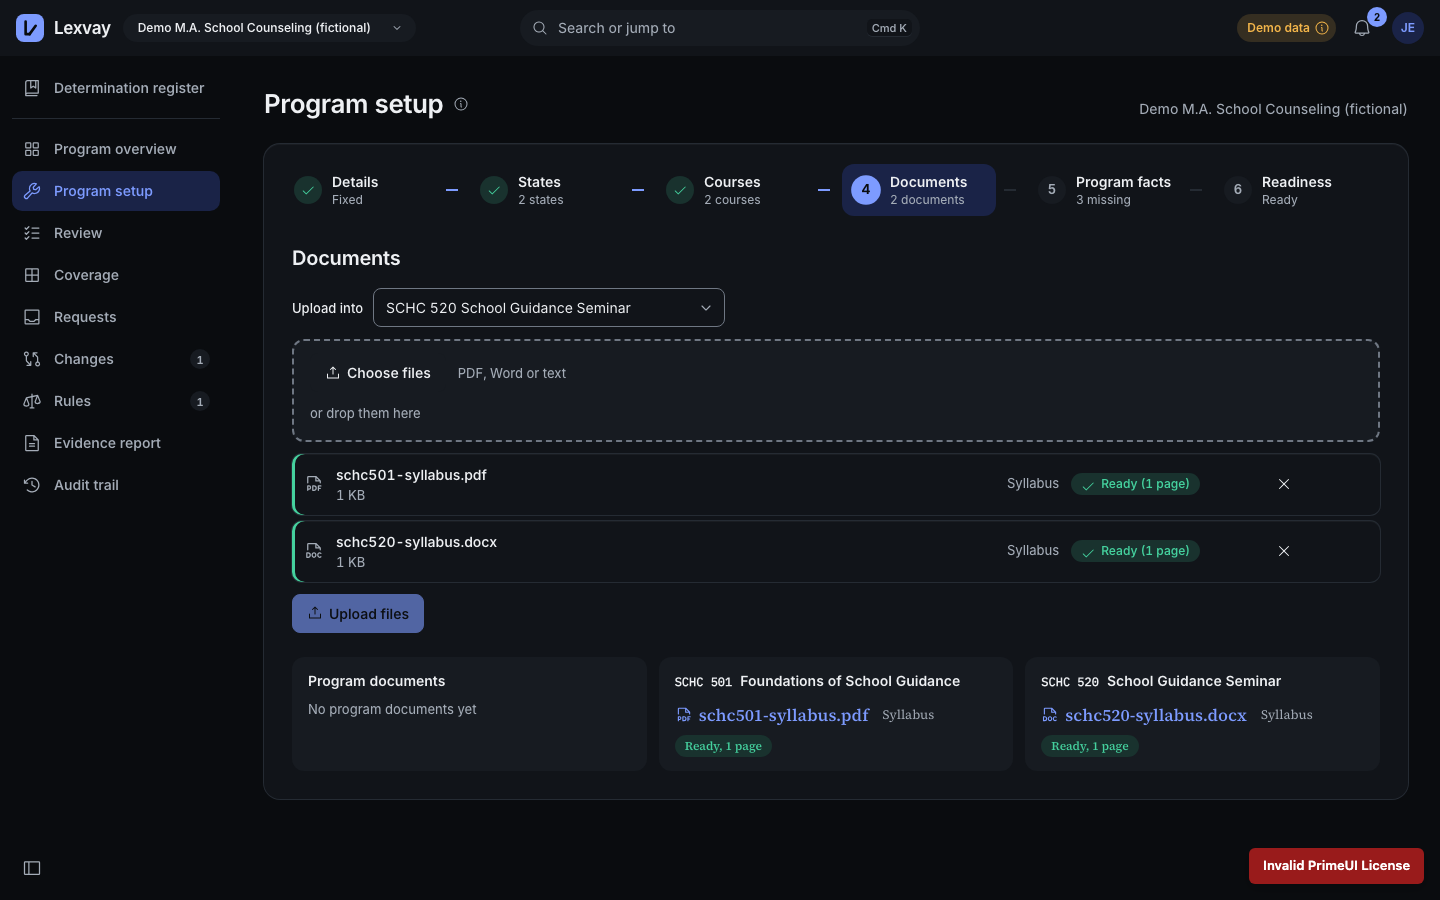 Lexvay
Demo M.A. School Counseling (fictional)
Search or jump to
Cmd K
Demo data
2
JE
Determination register
Program overview
Program setup
Review
Coverage
Requests
Changes
1
Rules
1
Evidence report
Audit trail
Program setup
Demo M.A. School Counseling (fictional)
Details
Fixed
States
2 states
Courses
2 courses
4
Documents
2 documents
5
Program facts
3 missing
6
Readiness
Ready
Documents
Upload into
SCHC 520 School Guidance Seminar
Choose files
PDF, Word or text
or drop them here
PDF
schc501-syllabus.pdf
1 KB
Syllabus
Ready (1 page)
DOC
schc520-syllabus.docx
1 KB
Syllabus
Ready (1 page)
Upload files
Program documents
No program documents yet
SCHC 501 Foundations of School Guidance
PDF
schc501-syllabus.pdf
Syllabus
Ready, 1 page
SCHC 520 School Guidance Seminar
DOC
schc520-syllabus.docx
Syllabus
Ready, 1 page
Invalid PrimeUI License